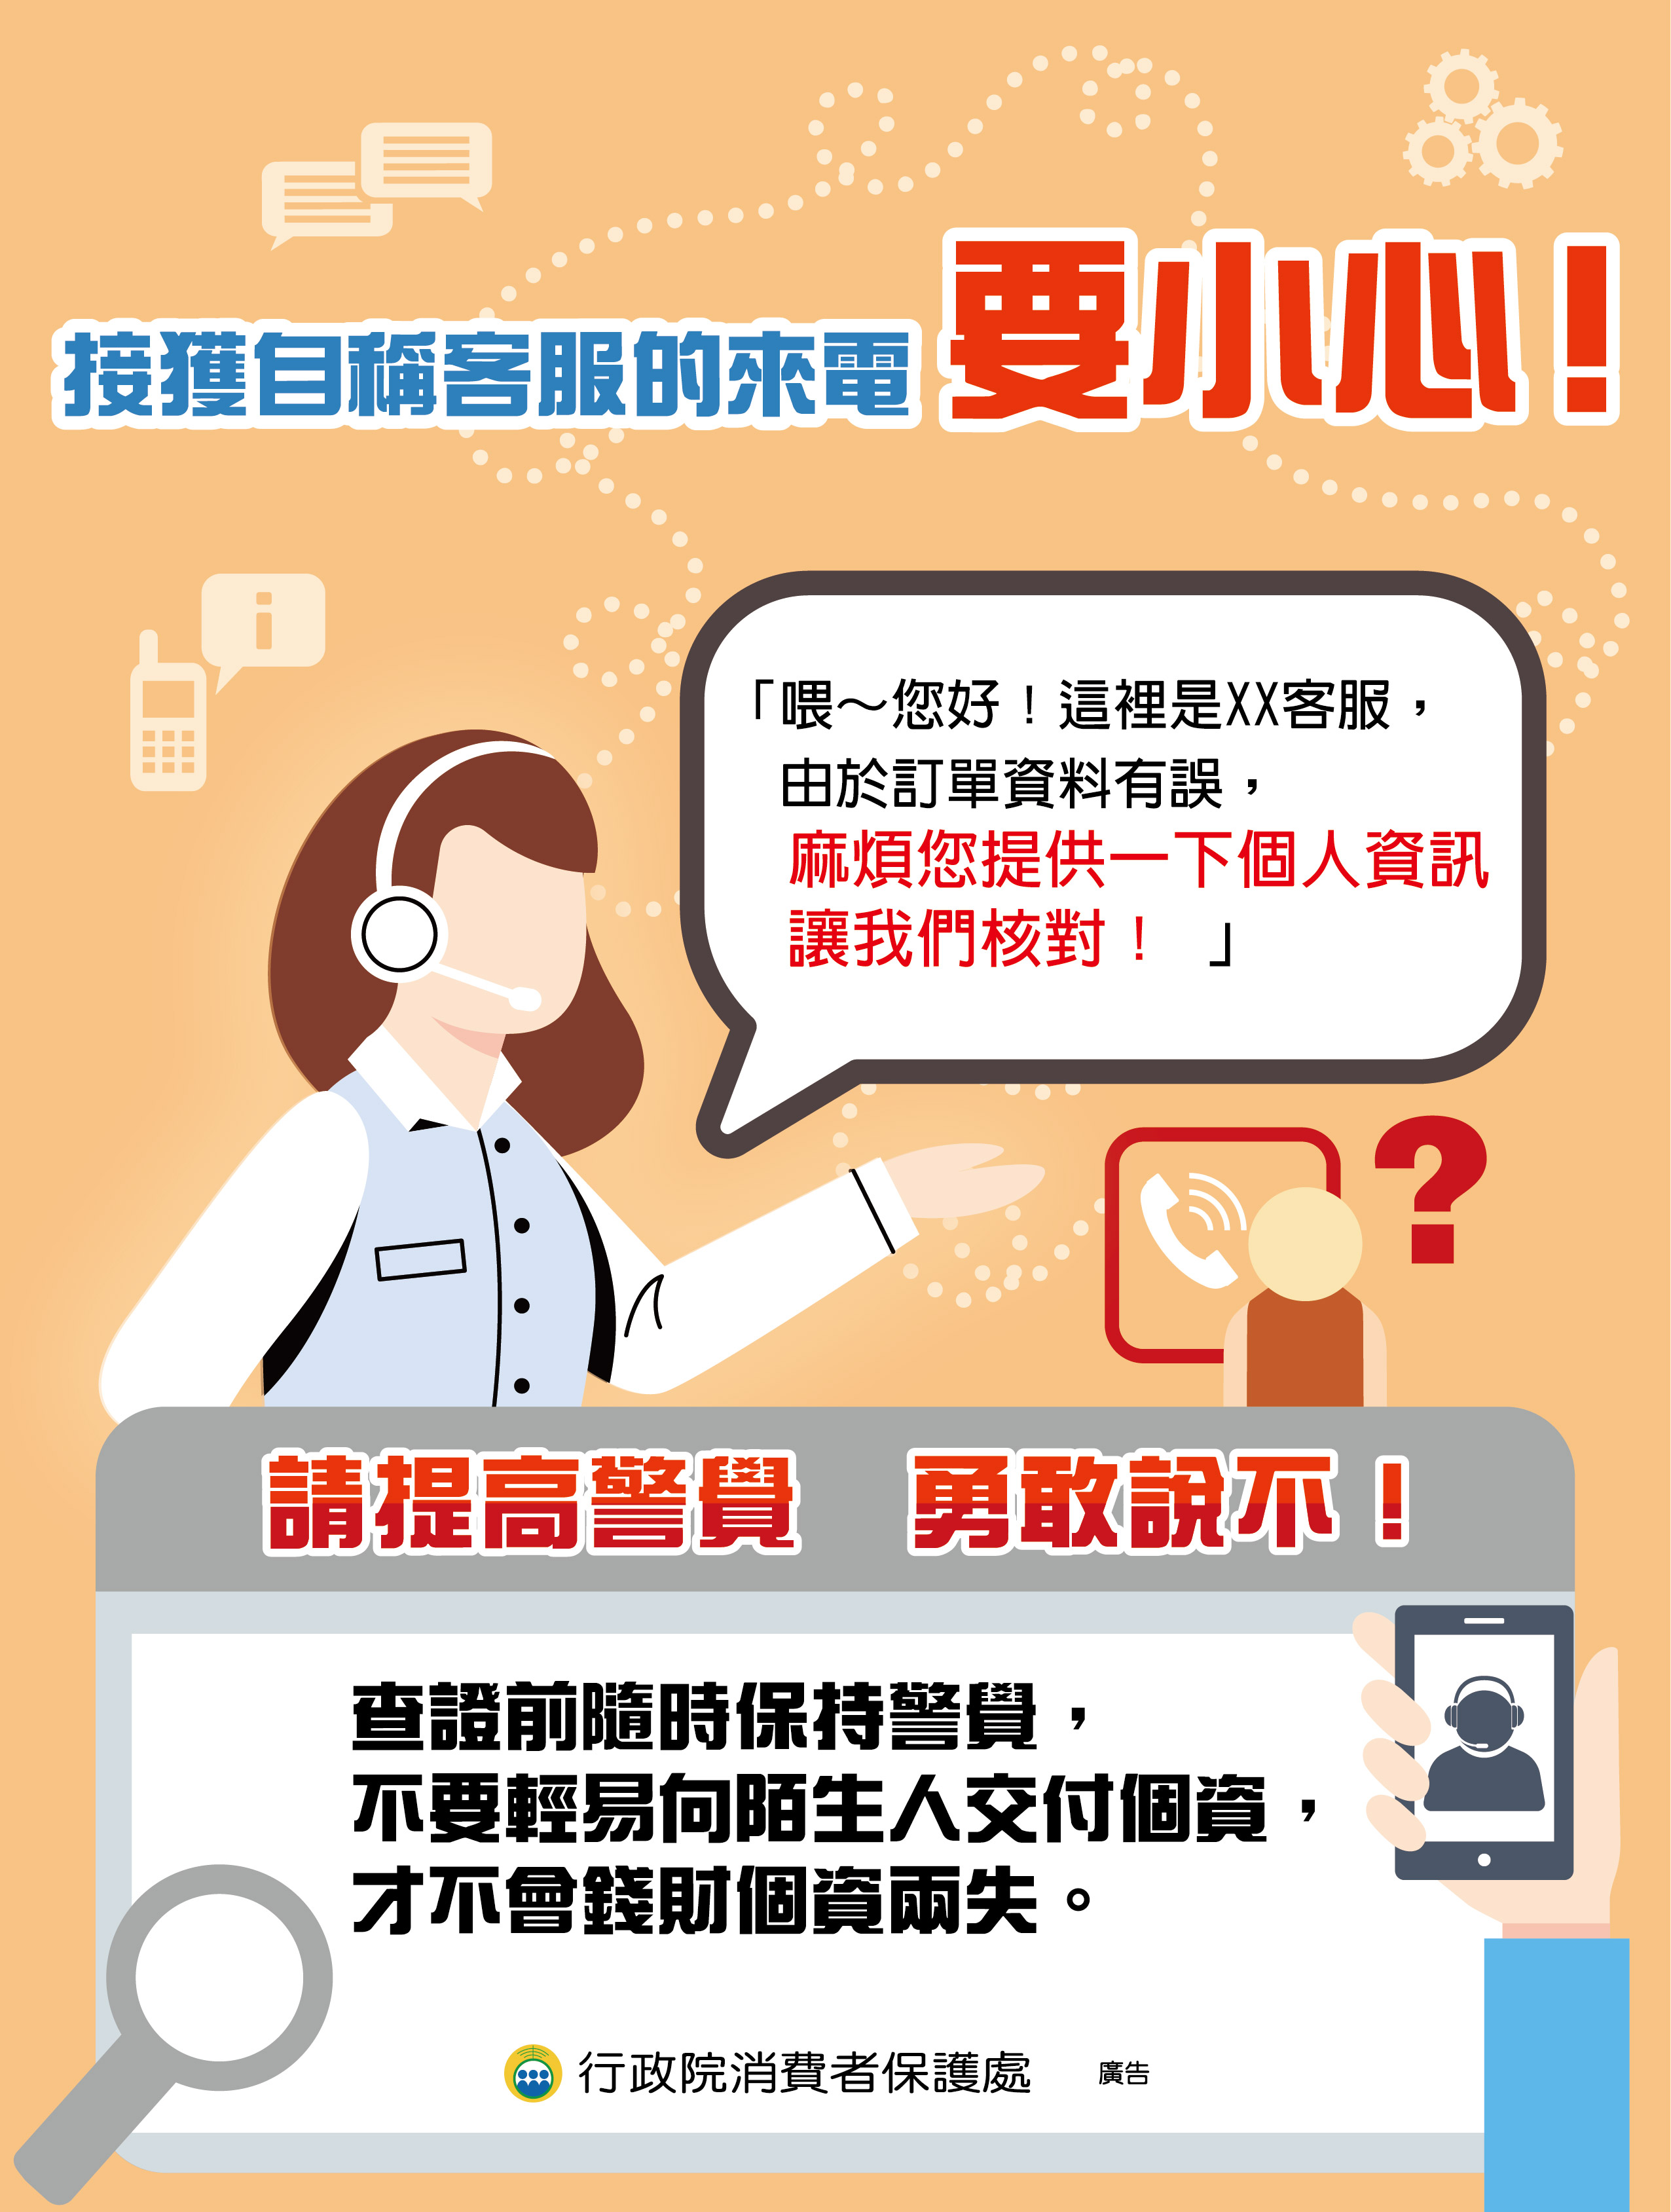 接獲自稱客服的來電 要小心！
「喂～您好！這裡是XX客服，
由於訂單資料有誤，
麻煩您提供一下個人資訊
讓我們核對！ 」
?
i
請提高警覺 勇敢說不！
查證前隨時保持警覺，
不要輕易向陌生人交付個資，
才不會錢財個資兩失。
行政院消費者保護處 廣告